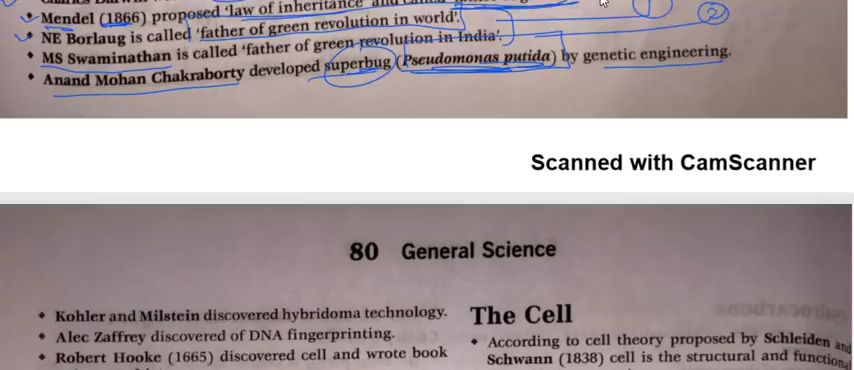 Mendel (1866) proposed 'law of inheritance' and
NE Borlaug is called 'father of green revolution in world'.
MS Swaminathan is called 'father of green revolution in India'.
Anand Mohan Chakraborty developed superbug (Pseudomonas putida) by genetic engineering.
1
2
Scanned with CamScanner
80 General Science
Kohler and Milstein discovered hybridoma technology.
Alec Zaffrey discovered of DNA fingerprinting.
Robert Hooke (1665) discovered cell and wrote book
The Cell
According to cell theory proposed by Schleiden and
Schwann (1838) cell is the structural and functional